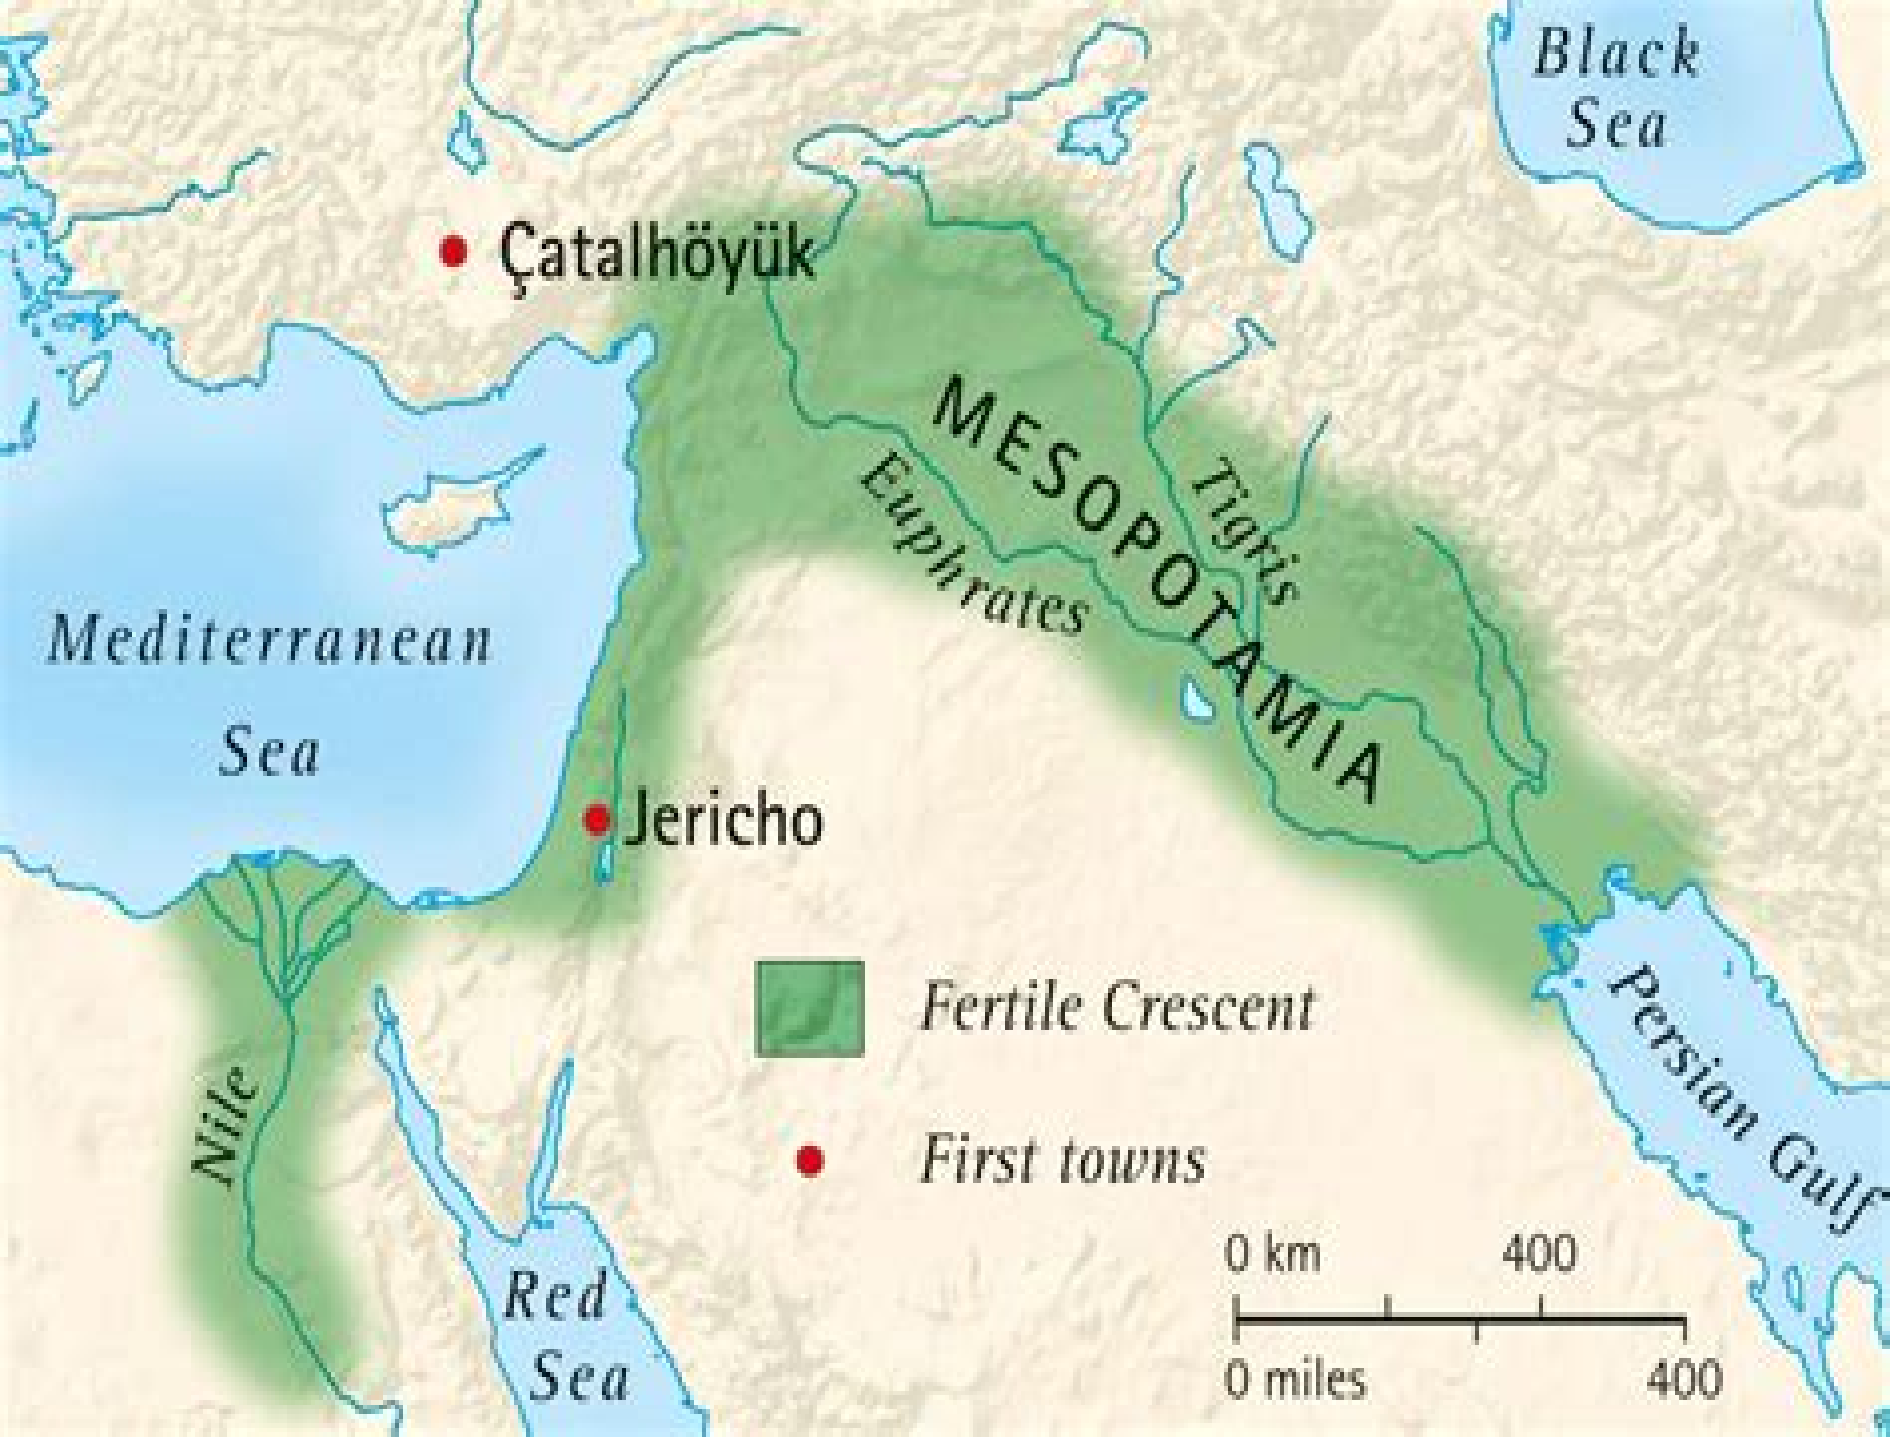 Black
Sea
Çatalhöyük
MESOPOTAMIA
Tigris
Euphrates
Mediterranean
Sea
Jericho
Fertile Crescent
Persian Gulf
Nile
First towns
0 km 400
Red
Sea
0 miles 400